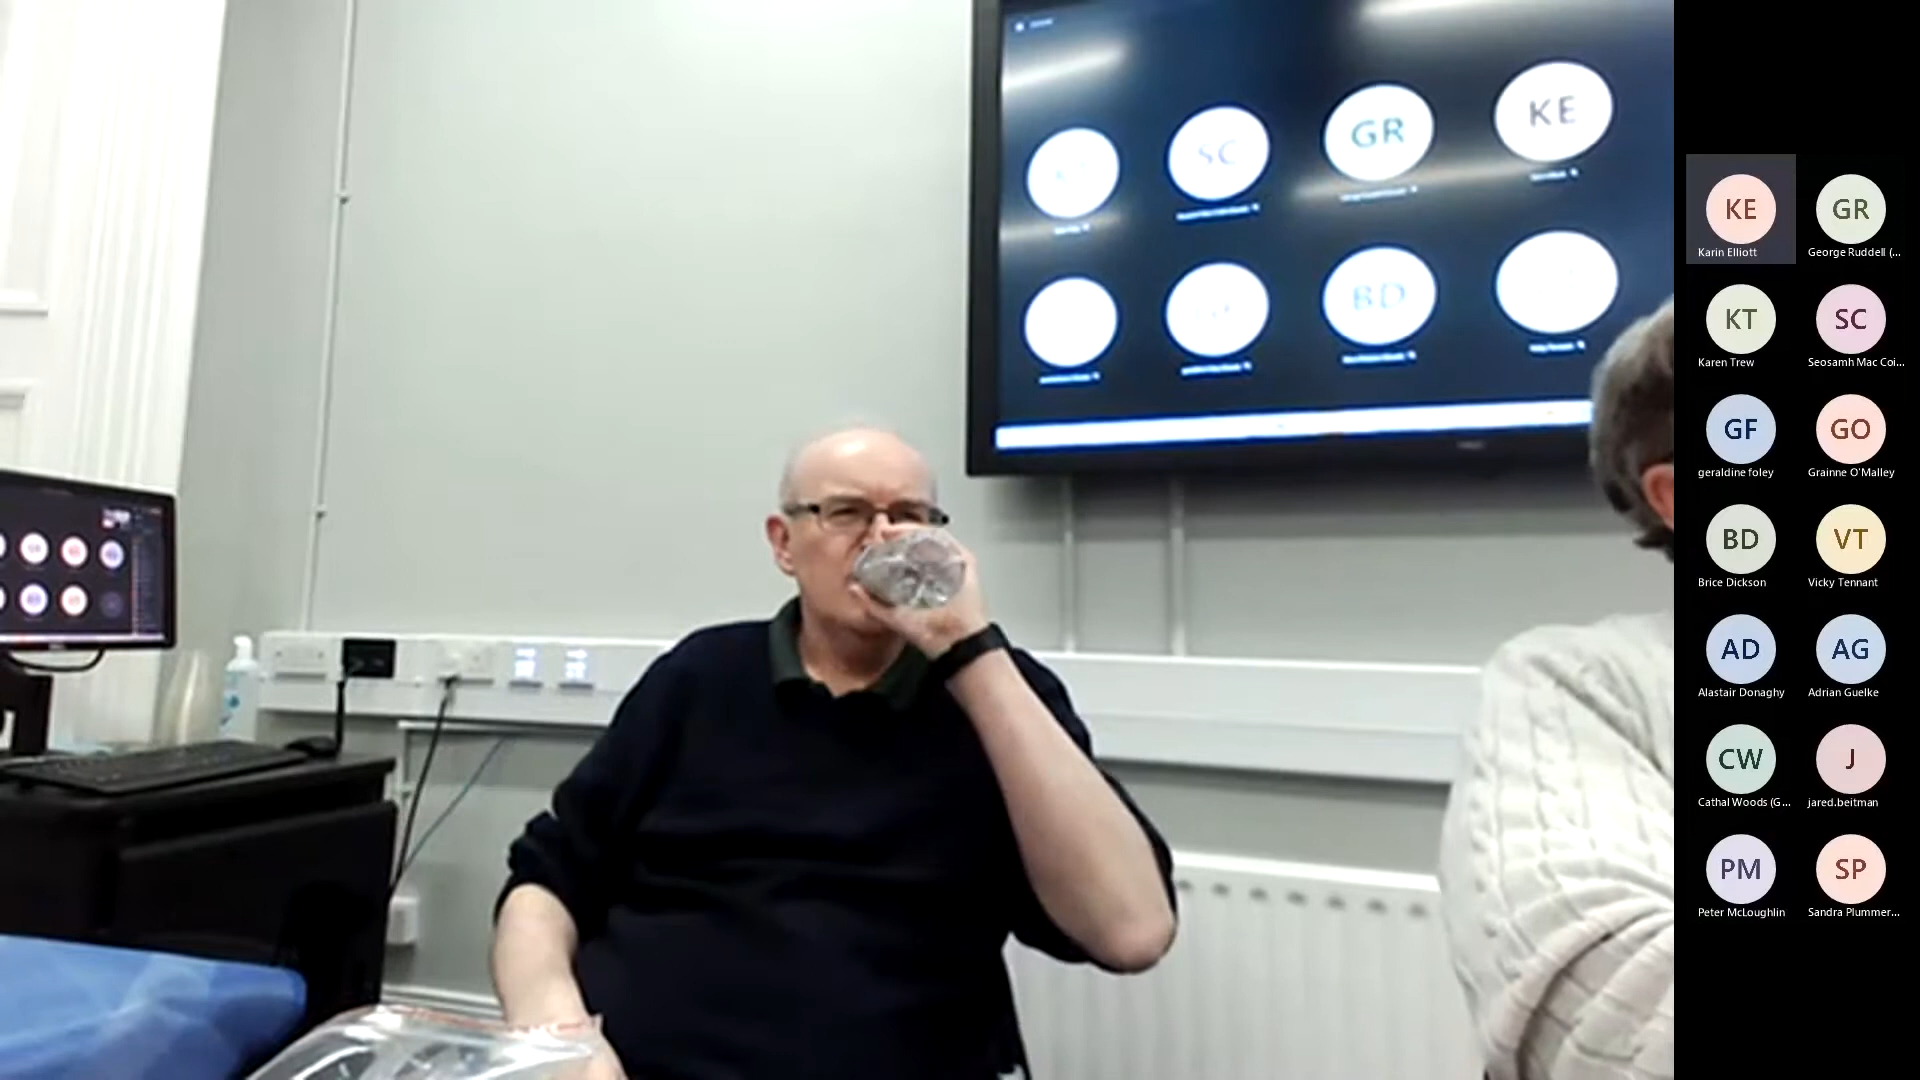 SC
GR
KE
BD
KE
Karin Elliott
GR
George Ruddell (...
KT
Karen Trew
SC
Seosamh Mac Coi...
GF
geraldine foley
GO
Grainne O'Malley
BD
Brice Dickson
VT
Vicky Tennant
AD
Alastair Donaghy
AG
Adrian Guelke
CW
Cathal Woods (G...
J
jared.beitman
PM
Peter McLoughlin
SP
Sandra Plummer...